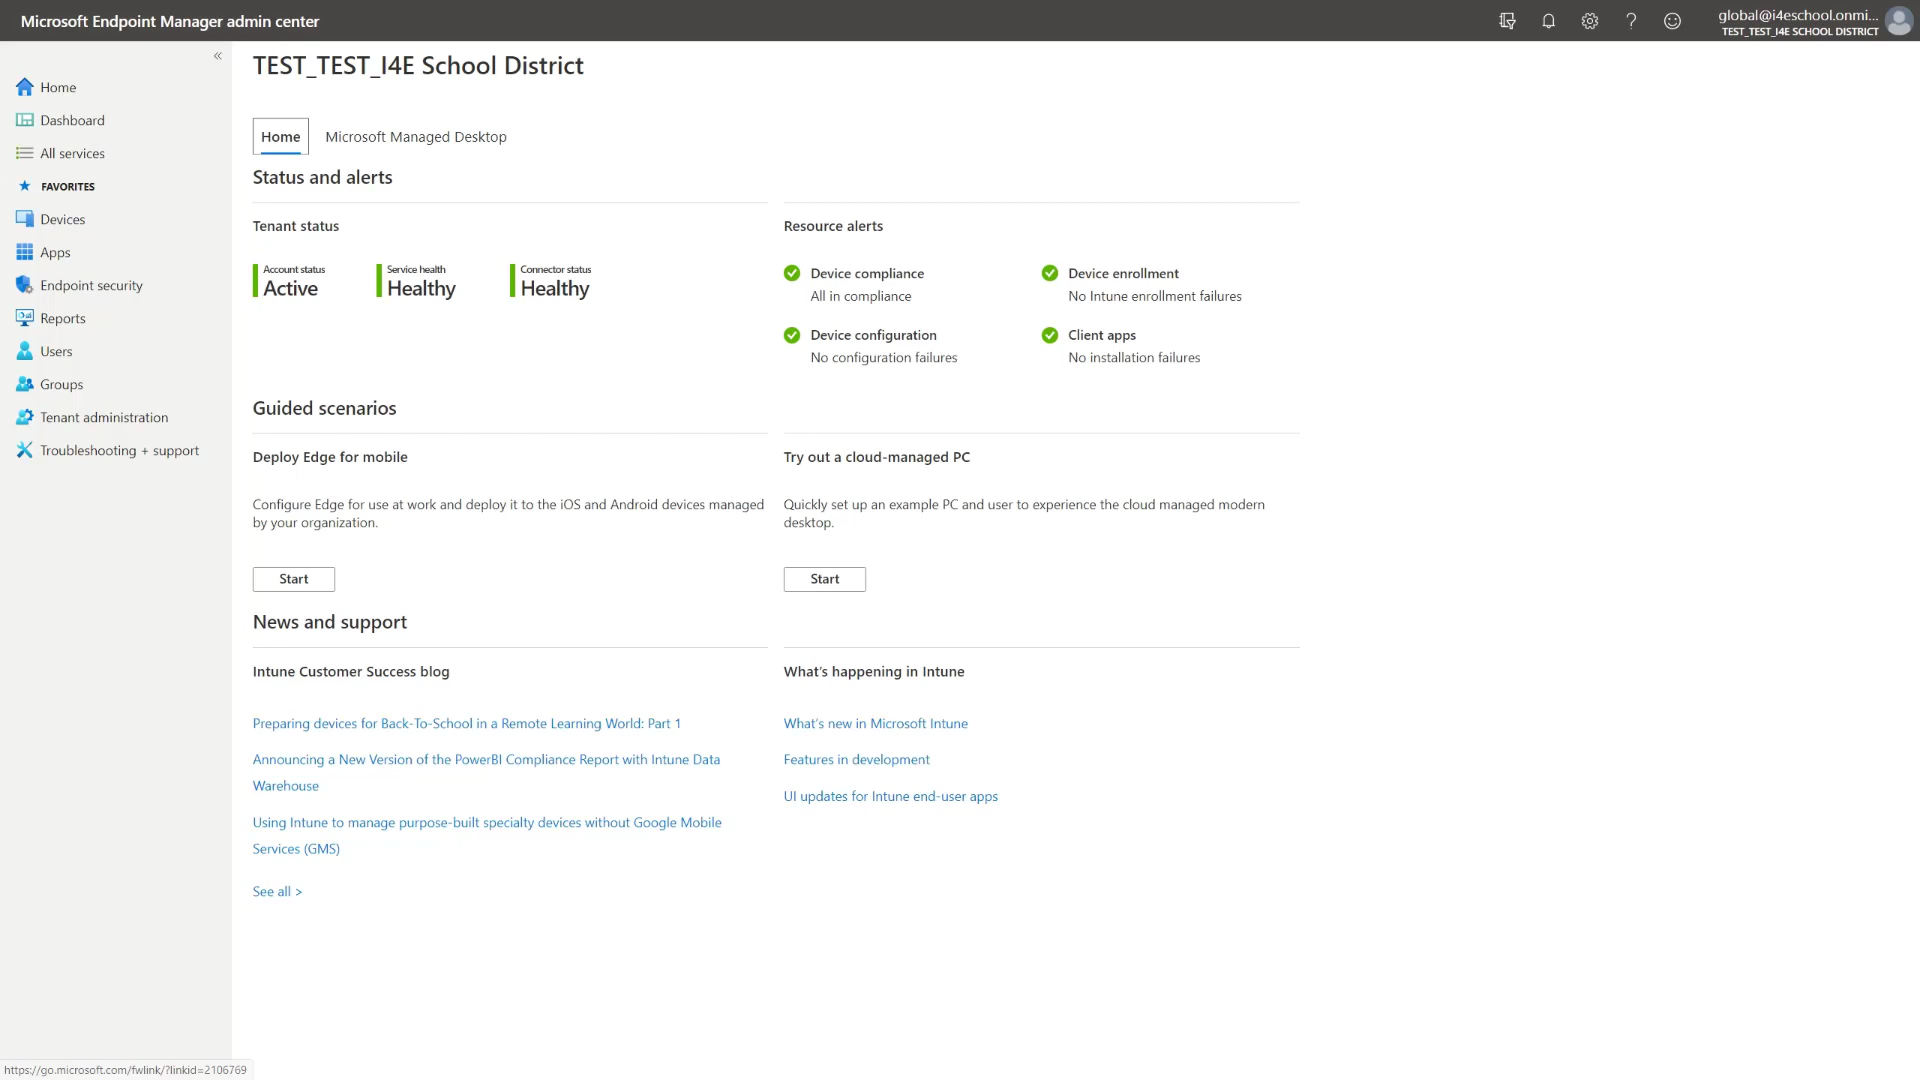 Microsoft Endpoint Manager admin center
global@i4eschool.onmi...
TEST_TEST_I4E SCHOOL DISTRICT
«
Home
Dashboard
All services
FAVORITES
Devices
Apps
Endpoint security
Reports
Users
Groups
Tenant administration
Troubleshooting + support
TEST_TEST_I4E School District
Home
Microsoft Managed Desktop
Status and alerts
Tenant status
Account status
Active
Service health
Healthy
Connector status
Healthy
Resource alerts
Device compliance
All in compliance
Device enrollment
No Intune enrollment failures
Device configuration
No configuration failures
Client apps
No installation failures
Guided scenarios
Deploy Edge for mobile
Configure Edge for use at work and deploy it to the iOS and Android devices managed
by your organization.
Start
Try out a cloud-managed PC
Quickly set up an example PC and user to experience the cloud managed modern
desktop.
Start
News and support
Intune Customer Success blog
Preparing devices for Back-To-School in a Remote Learning World: Part 1
Announcing a New Version of the PowerBI Compliance Report with Intune Data
Warehouse
Using Intune to manage purpose-built specialty devices without Google Mobile
Services (GMS)
See all >
What's happening in Intune
What's new in Microsoft Intune
Features in development
UI updates for Intune end-user apps
https://go.microsoft.com/fwlink/?linkid=2106769